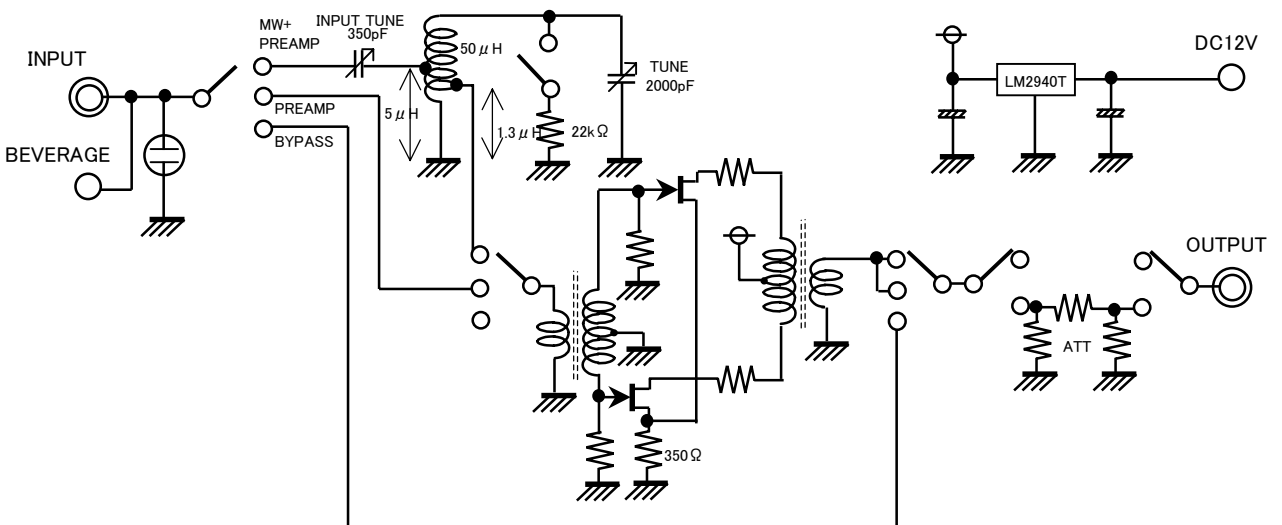 INPUT
BEVERAGE
MW+
PREAMP
PREAMP
BYPASS
INPUT TUNE
350pF
50μH
5μH
1.3μH
22kΩ
TUNE
2000pF
LM2940T
DC12V
350Ω
ATT
OUTPUT